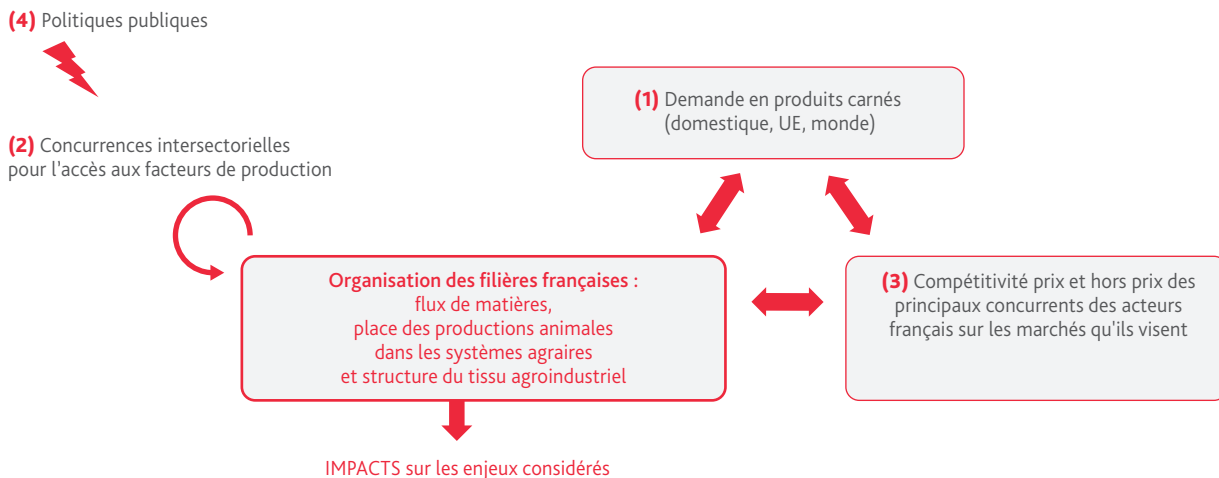 (4) Politiques publiques
(2) Concurrences intersectorielles
pour l'accès aux facteurs de production
(1) Demande en produits carnés
(domestique, UE, monde)
Organisation des filières françaises :
flux de matières,
place des productions animales
dans les systèmes agraires
et structure du tissu agroindustriel
(3) Compétitivité prix et hors prix des
principaux concurrents des acteurs
français sur les marchés qu'ils visent
IMPACTS sur les enjeux considérés